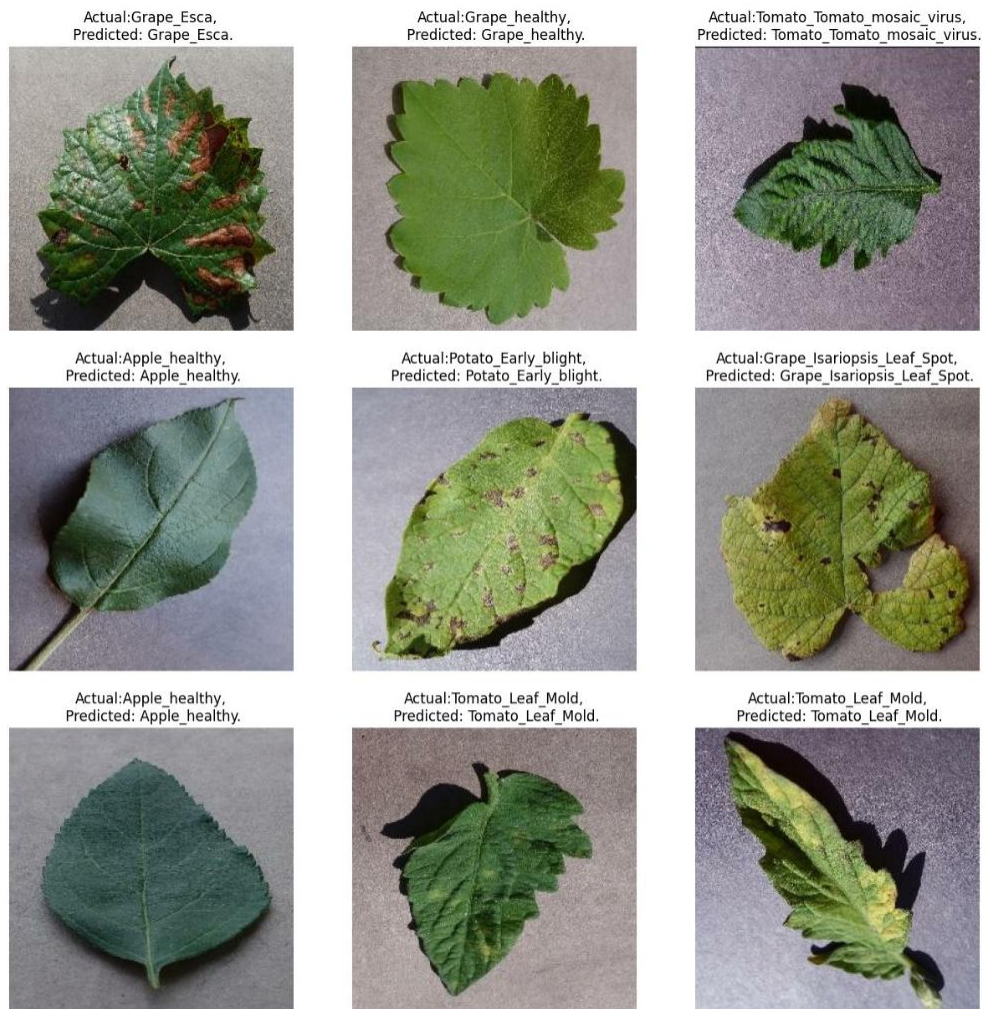 Actual:Grape_Esca,
Predicted: Grape_Esca.
Actual:Grape_healthy,
Predicted: Grape_healthy.
Actual:Tomato_Tomato_mosaic_virus,
Predicted: Tomato_Tomato_mosaic_virus.
Actual:Apple_healthy,
Predicted: Apple_healthy.
Actual:Potato_Early_blight,
Predicted: Potato_Early_blight.
Actual:Grape_Isariopsis_Leaf_Spot,
Predicted: Grape_Isariopsis_Leaf_Spot.
Actual:Apple_healthy,
Predicted: Apple_healthy.
Actual:Tomato_Leaf_Mold,
Predicted: Tomato_Leaf_Mold.
Actual:Tomato_Leaf_Mold,
Predicted: Tomato_Leaf_Mold.